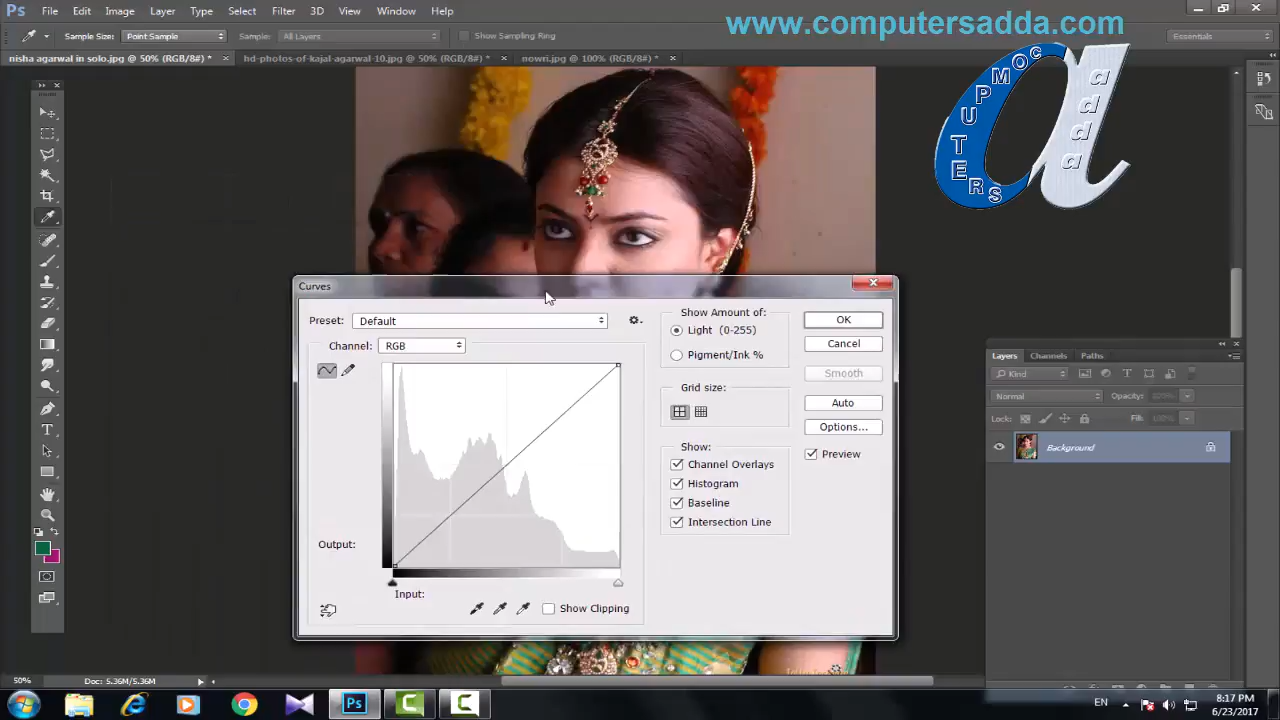 Ps File Edit Image Layer Type Select Filter 3D View Window Help
www.computersadda.com
Sample Size: Point Sample Sample: All Layers Show Sampling Ring Essentials
nisha agarwal in solo.jpg @ 50% (RGB/8#) * × hd-photos-of-kajal-agarwal-10.jpg @ 50% (RGB/8#) * × nowri.jpg @ 100% (RGB/8#) * ×
COMPUTERS
adda
Curves
Preset: Default
Channel: RGB
Output:
Input:
Show Clipping
Show Amount of:
Light (0-255)
Pigment/Ink %
Grid size:
Show:
Channel Overlays
Histogram
Baseline
Intersection Line
OK
Cancel
Smooth
Auto
Options...
Preview
Layers Channels Paths
Kind
Normal Opacity:
Lock: Fill:
Background
50% Doc: 5.36M/5.36M
Ps EN 8:17 PM
6/23/2017